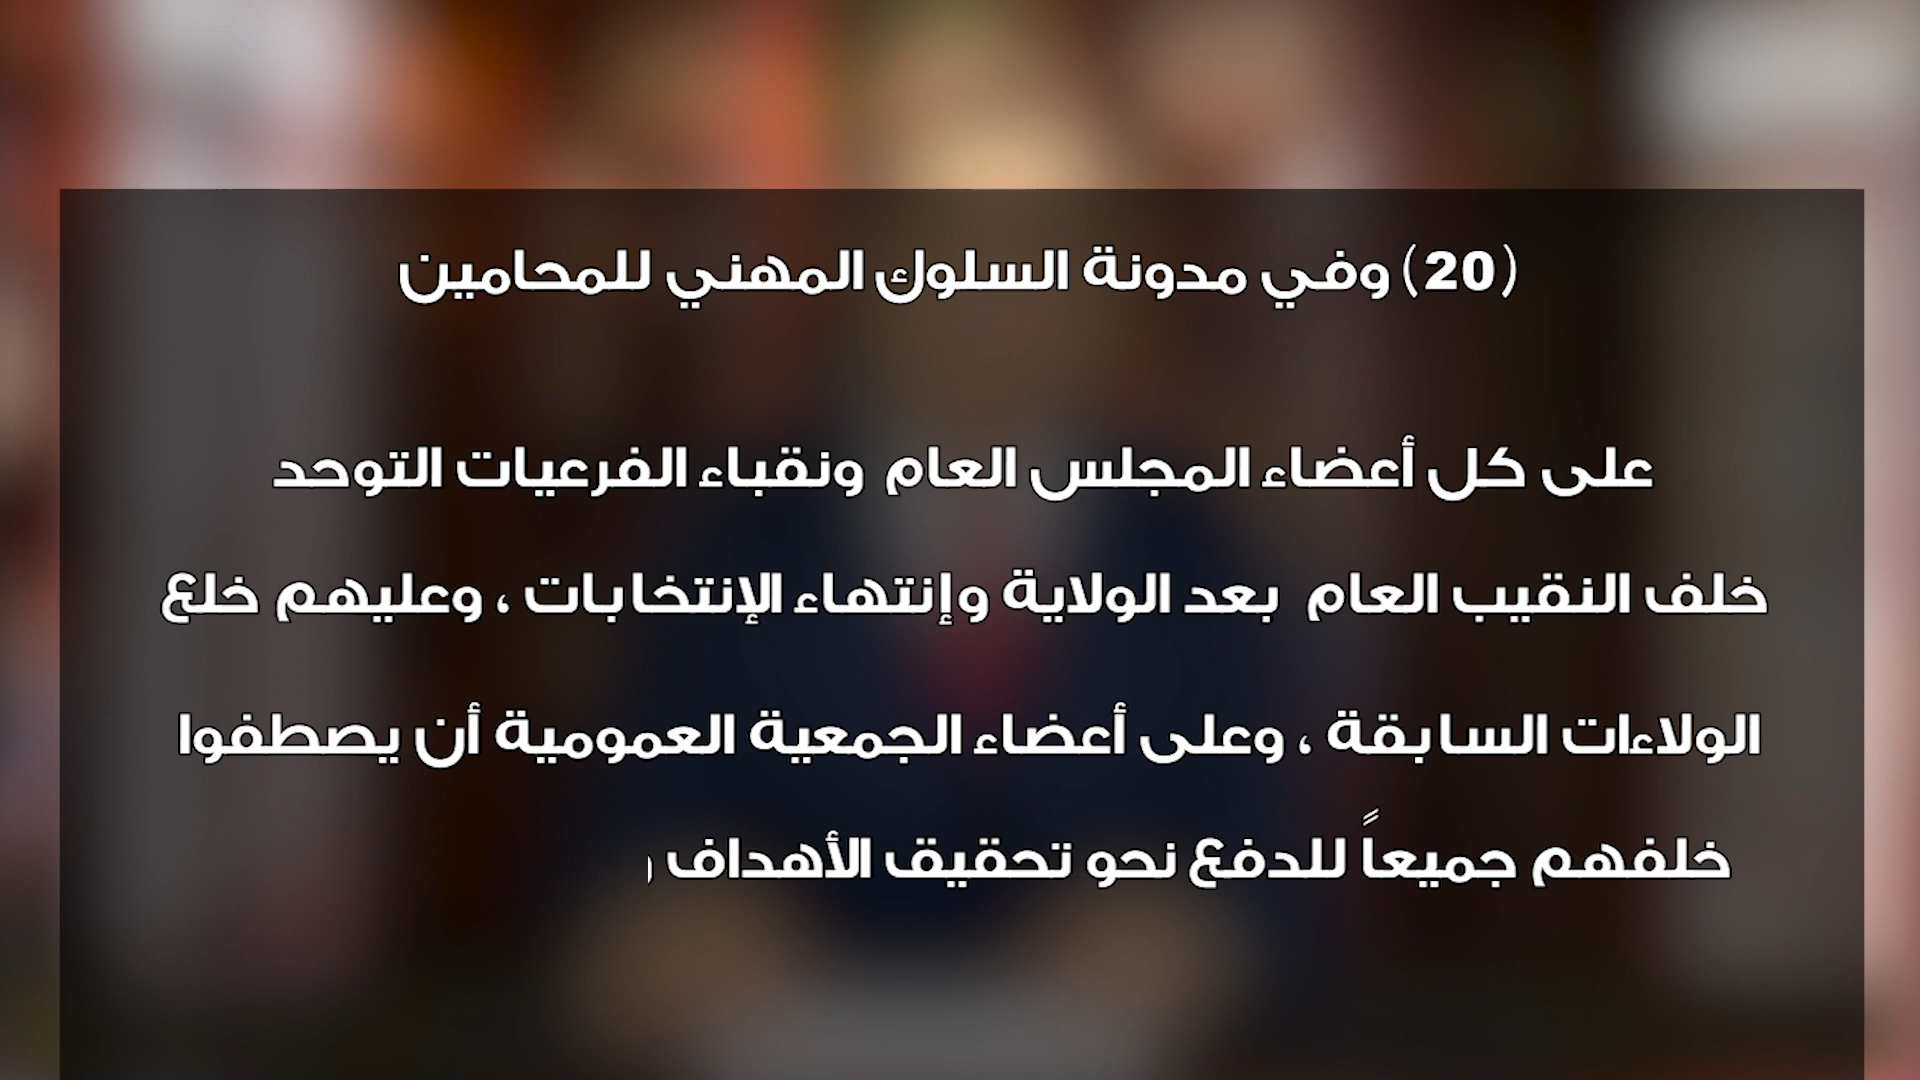 (20) وفي مدونة السلوك المهني للمحامين
على كل أعضاء المجلس العام ونقباء الفرعيات التوحد
خلف النقيب العام بعد الولاية وإنتهاء الإنتخابات ، وعليهم خلع
الولاءات السابقة ، وعلى أعضاء الجمعية العمومية أن يصطفوا
خلفهم جميعاً للدفع نحو تحقيق الأهداف